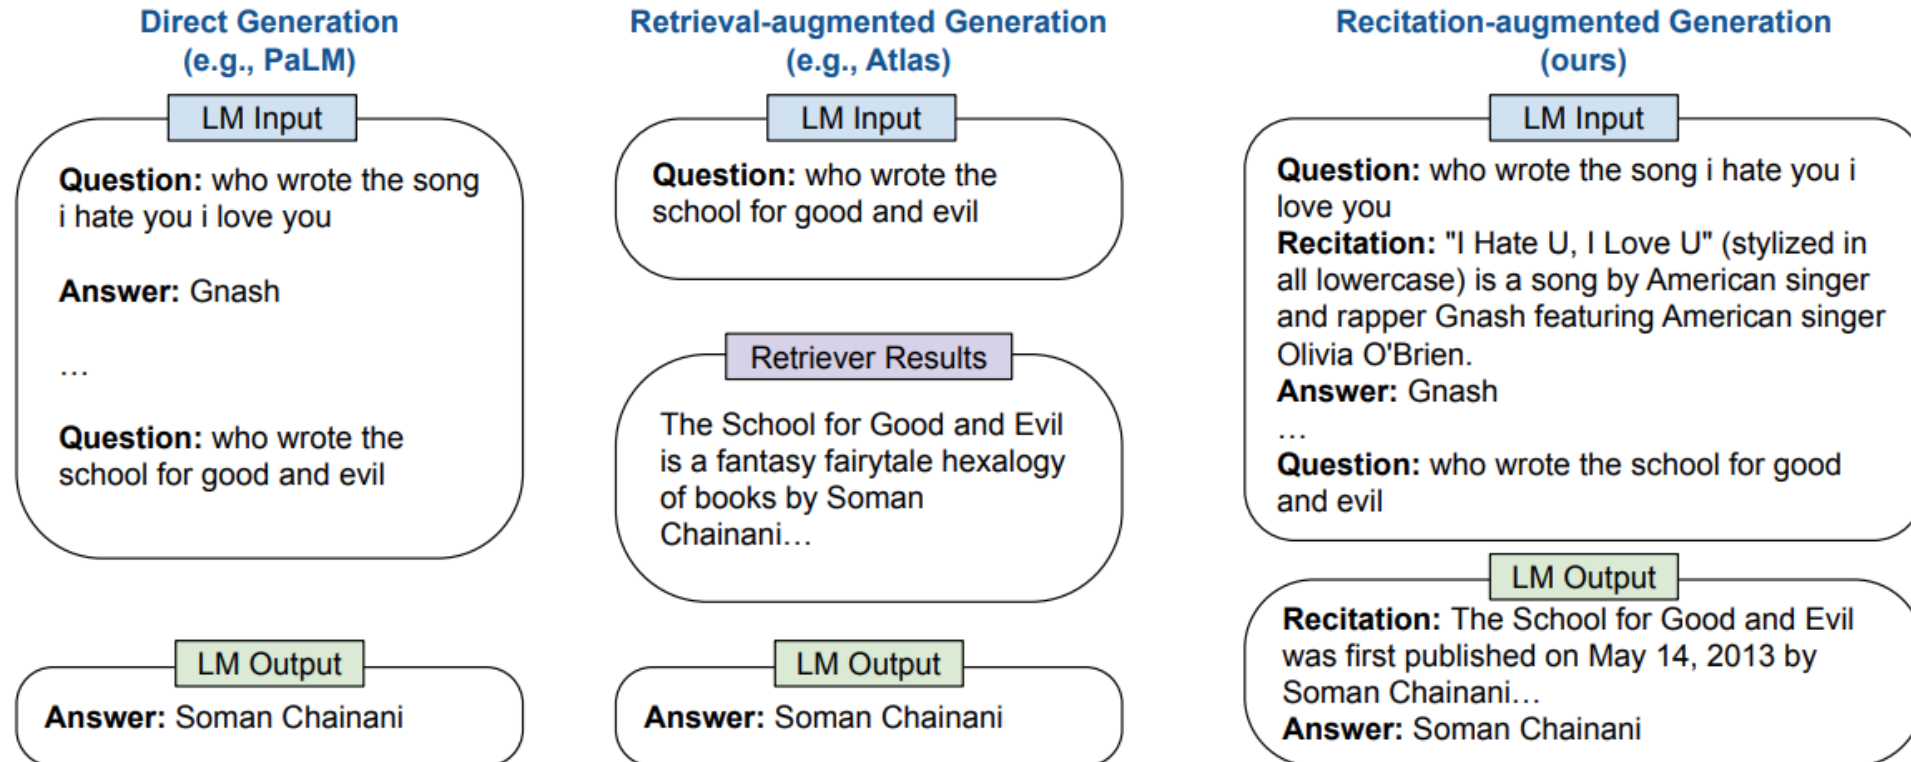 Direct Generation
(e.g., PaLM)
LM Input
Question: who wrote the song
i hate you i love you
Answer: Gnash
…
Question: who wrote the
school for good and evil
LM Output
Answer: Soman Chainani
Retrieval-augmented Generation
(e.g., Atlas)
LM Input
Question: who wrote the
school for good and evil
Retriever Results
The School for Good and Evil
is a fantasy fairytale hexalogy
of books by Soman
Chainani…
LM Output
Answer: Soman Chainani
Recitation-augmented Generation
(ours)
LM Input
Question: who wrote the song i hate you i
love you
Recitation: "I Hate U, I Love U" (stylized in
all lowercase) is a song by American singer
and rapper Gnash featuring American singer
Olivia O'Brien.
Answer: Gnash
…
Question: who wrote the school for good
and evil
LM Output
Recitation: The School for Good and Evil
was first published on May 14, 2013 by
Soman Chainani…
Answer: Soman Chainani